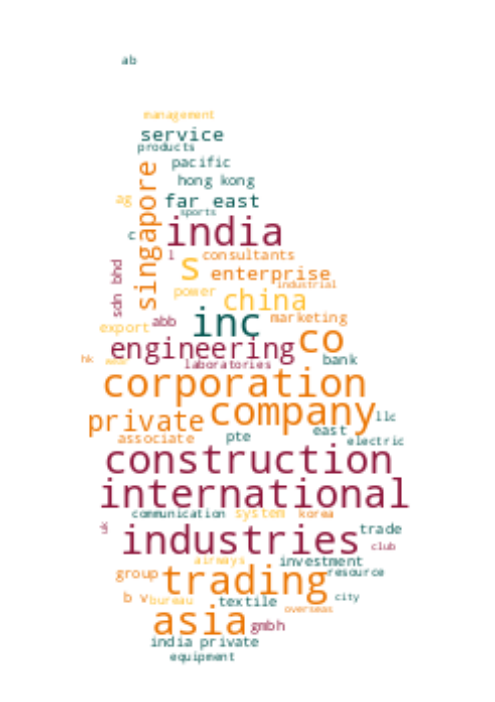 ab
management
service
products
pacific
hong kong
singapore
ag
far east
sports
c
india
l
consultants
s
enterprise
sdn bhd
industrial
power
china
export
abb
inc
marketing
co
engineering
hk
laboratories
bank
corporation
private
company
llc
associate
pte
east
electric
construction
international
communication
system
korea
uk
industries
trade
club
airways
investment
group
trading
resource
b v
bureau
textile
city
overseas
asia
gmbh
india private
equipment